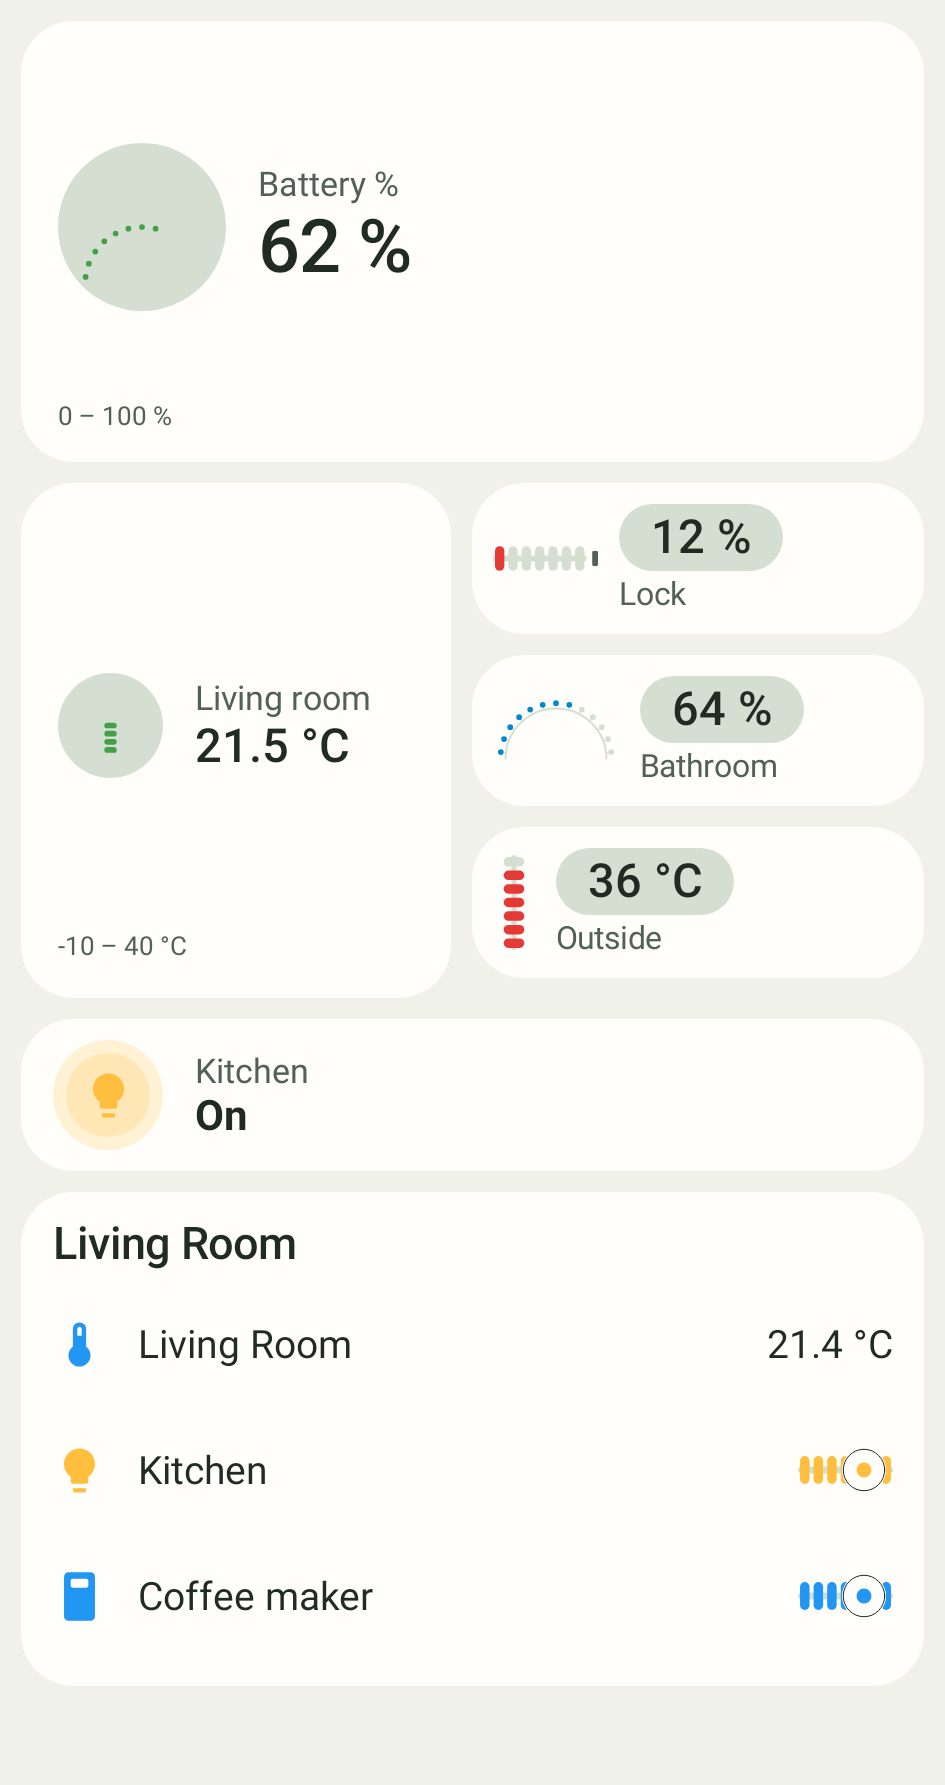 Battery %
62 %
0 – 100 %
Living room
21.5 °C
-10 – 40 °C
12 %
Lock
64 %
Bathroom
36 °C
Outside
Kitchen
On
Living Room
Living Room
21.4 °C
Kitchen
Coffee maker